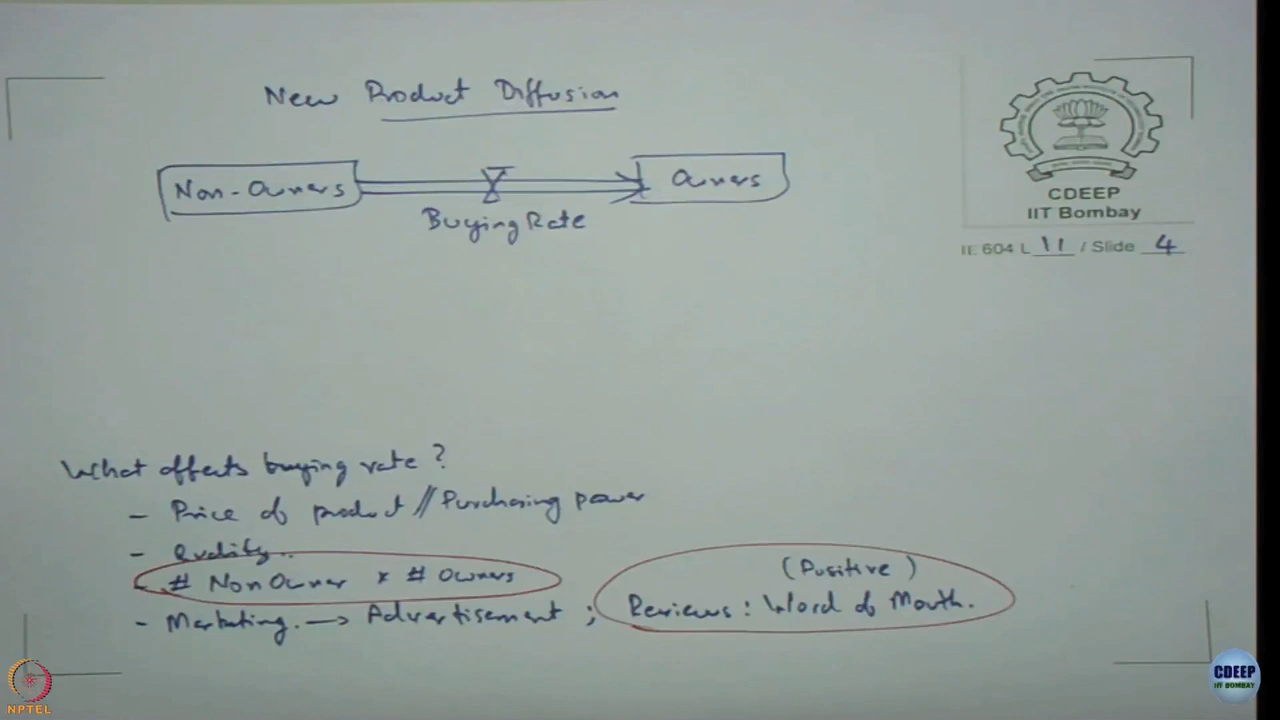 New Product Diffusion
Non-Owners
Owners
Buying Rate
CDEEP
IIT Bombay
IE 604 L 11 / Slide 4
What affects buying rate ?
- Price of product // Purchasing power
- Quality..
- # NonOwner × # Owners
- Marketing. → Advertisement ; Reviews : Word of Mouth.
(Positive)
NPTEL
CDEEP
IIT BOMBAY